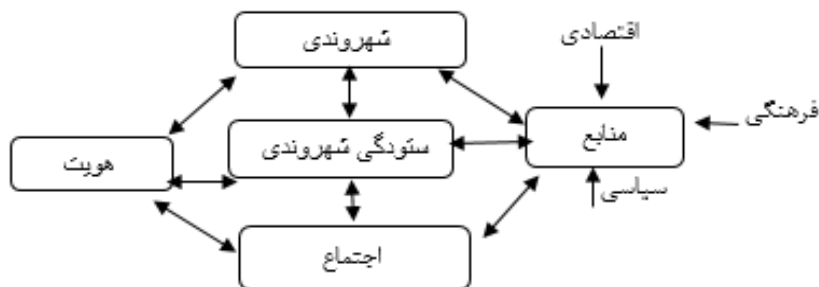 شهروندی
اقتصادی
فرهنگی
منابع
ستودگی شهروندی
هویت
سیاسی
اجتماع